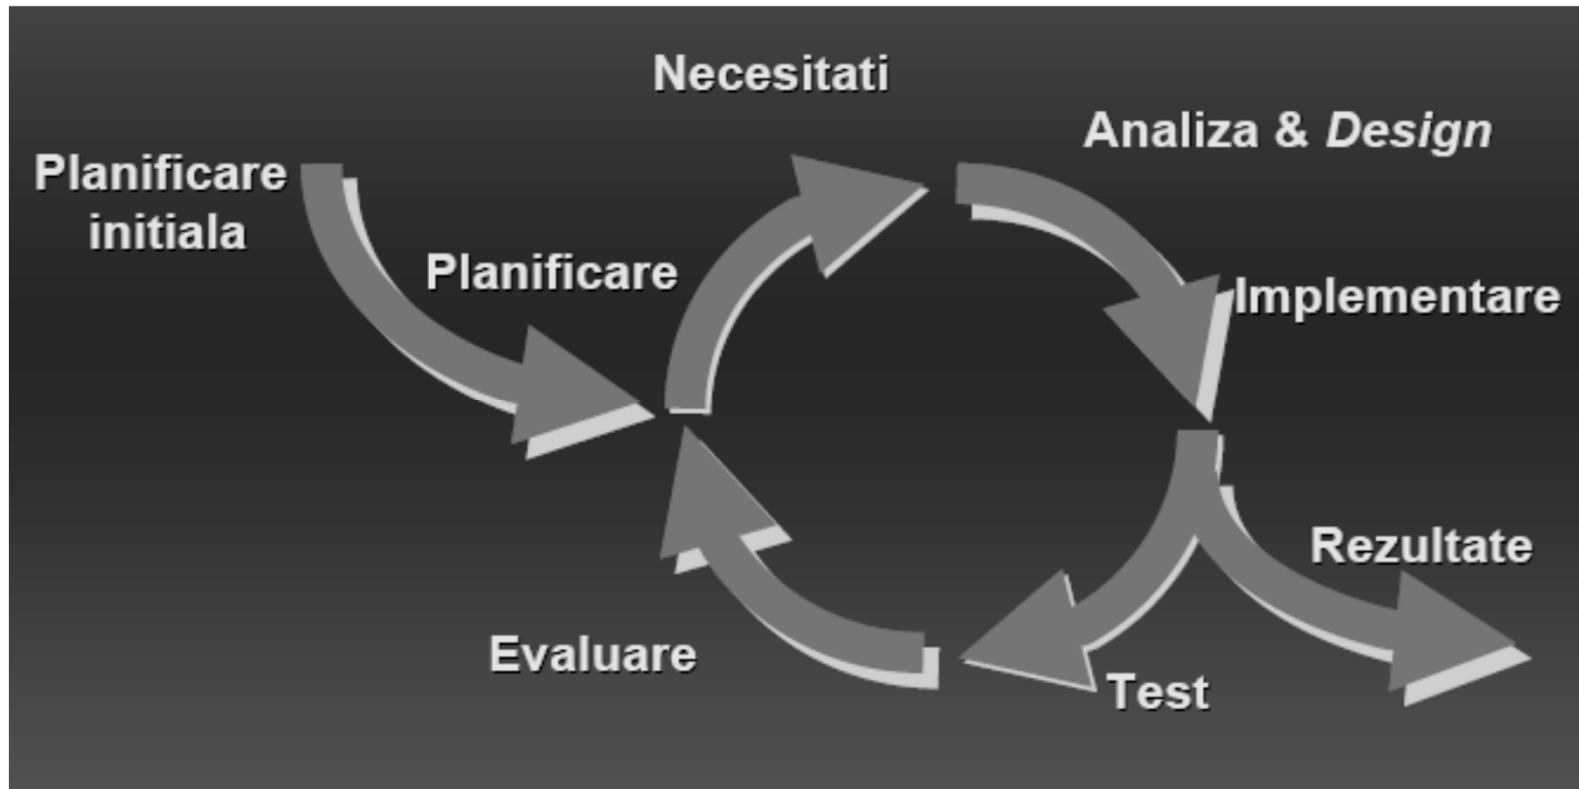 Necesitati
Analiza & Design
Planificare
initiala
Planificare
Implementare
Rezultate
Evaluare
Test